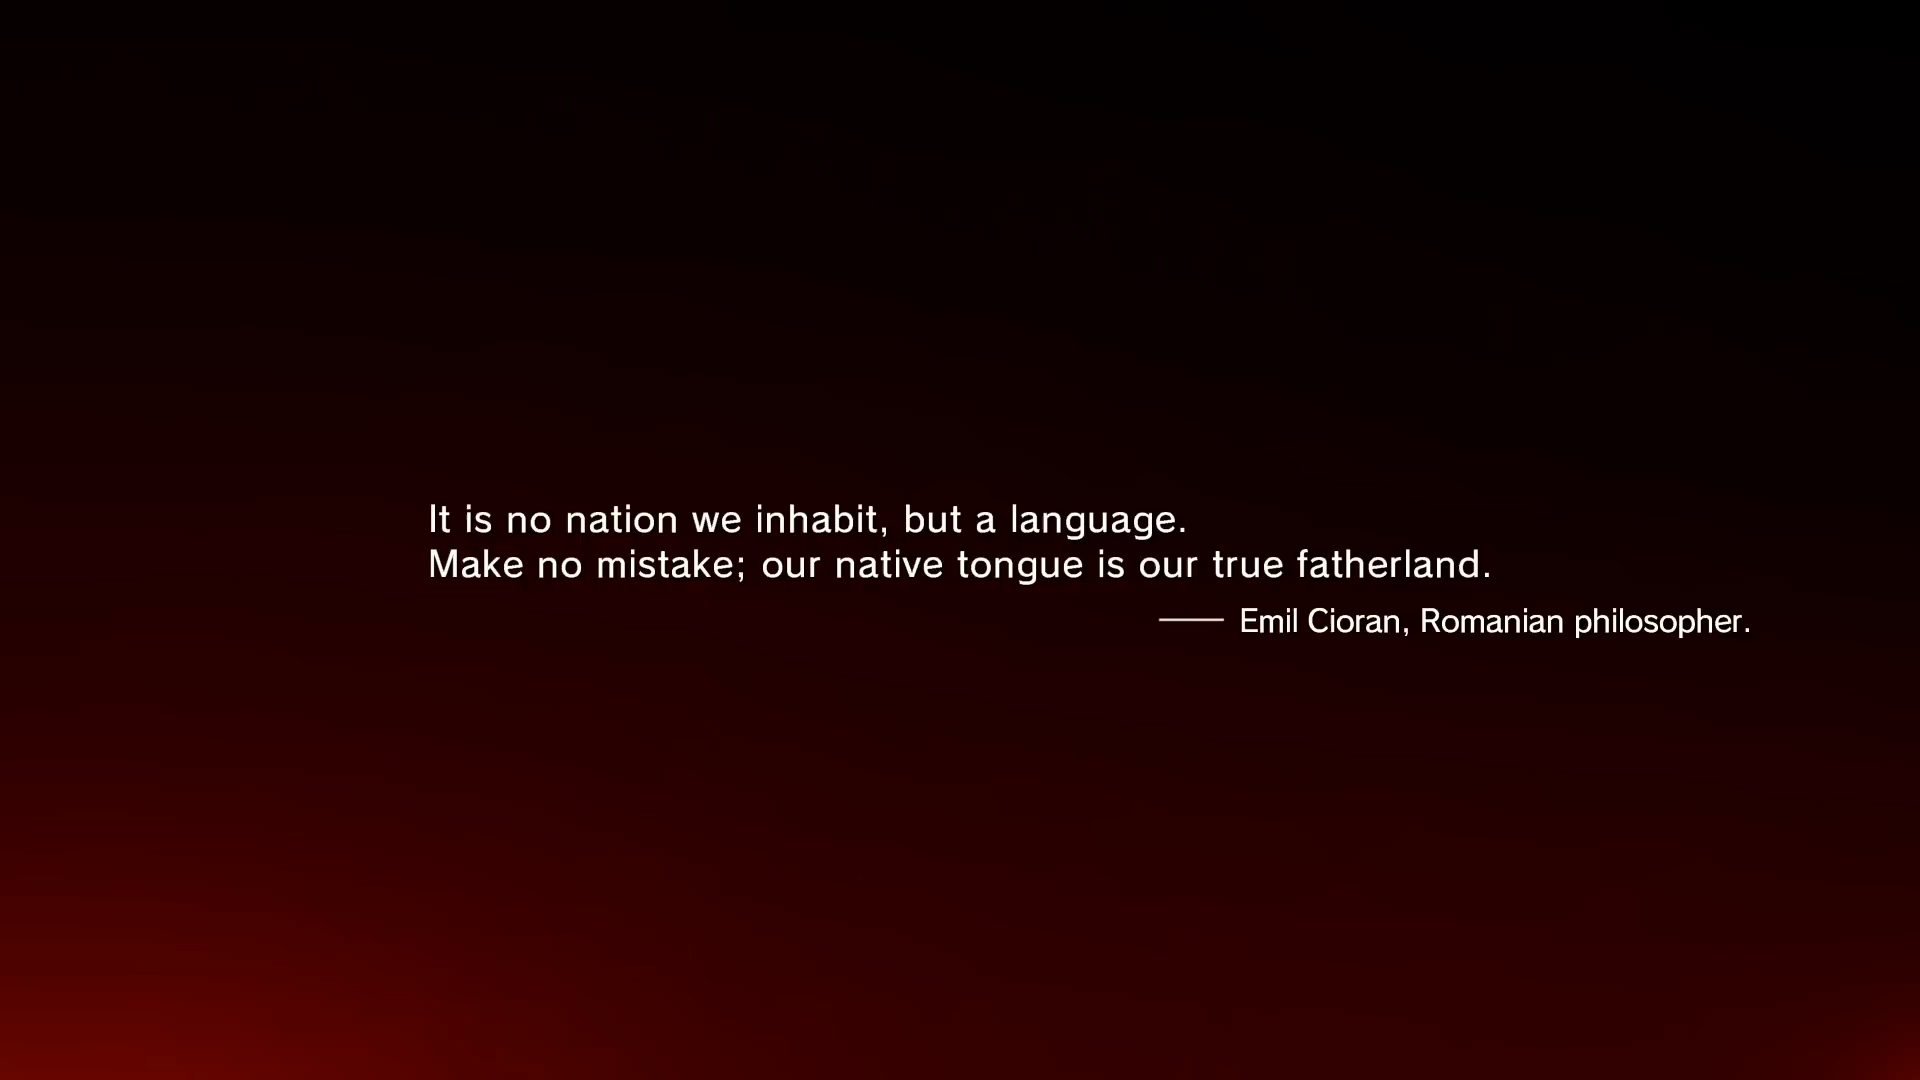 It is no nation we inhabit, but a language.
Make no mistake; our native tongue is our true fatherland.
—— Emil Cioran, Romanian philosopher.